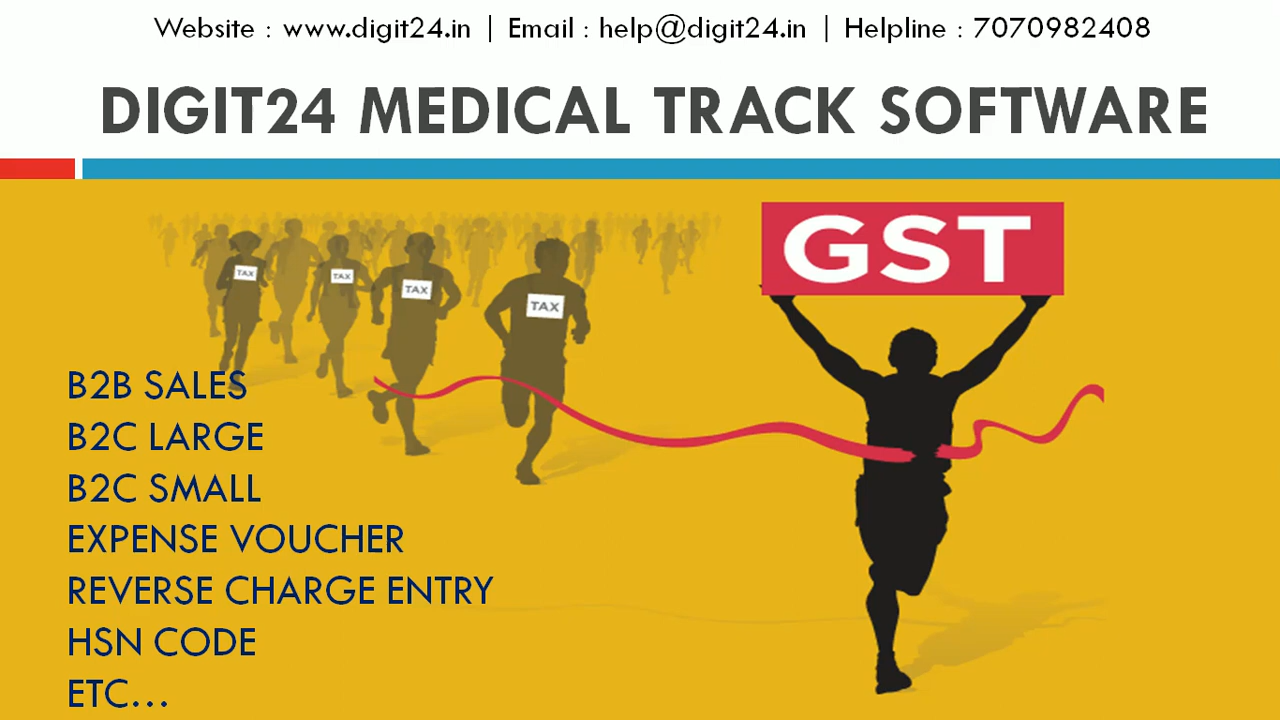 Website : www.digit24.in | Email : help@digit24.in | Helpline : 7070982408
DIGIT24 MEDICAL TRACK SOFTWARE
GST
TAX
TAX
TAX
TAX
B2B SALES
B2C LARGE
B2C SMALL
EXPENSE VOUCHER
REVERSE CHARGE ENTRY
HSN CODE
ETC...